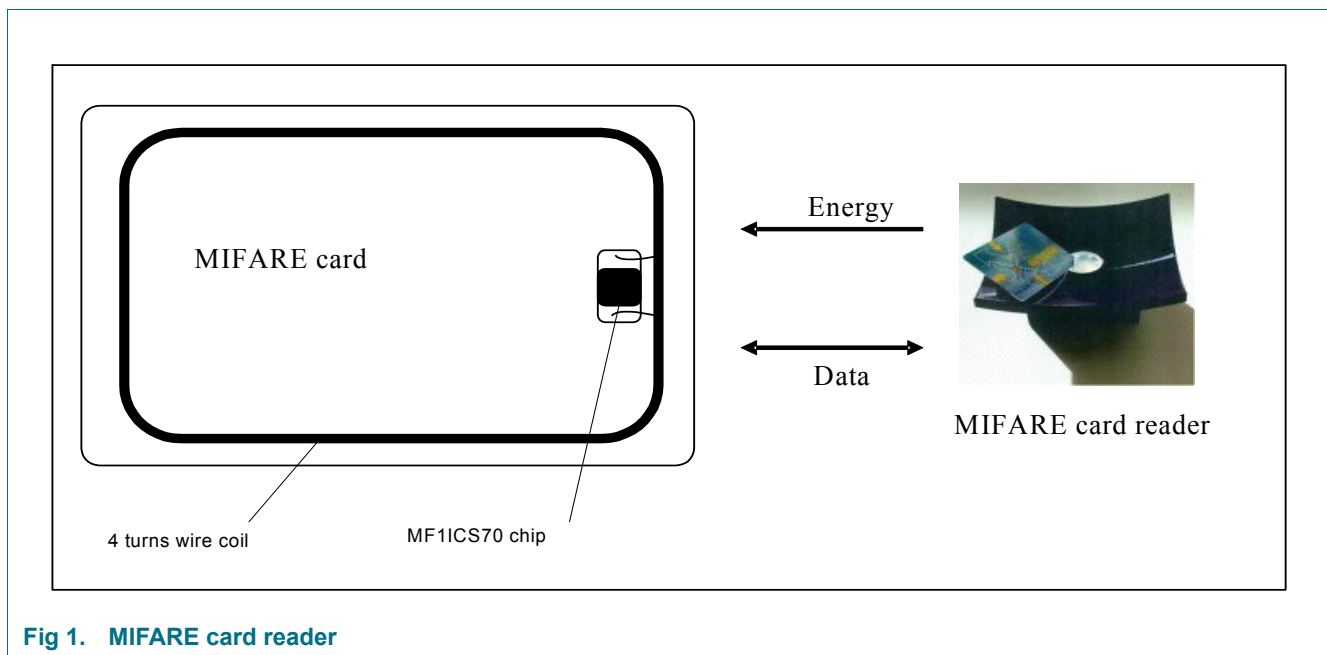 MIFARE card
Energy
Data
MIFARE card reader
4 turns wire coil
MF1ICS70 chip
Fig 1. MIFARE card reader